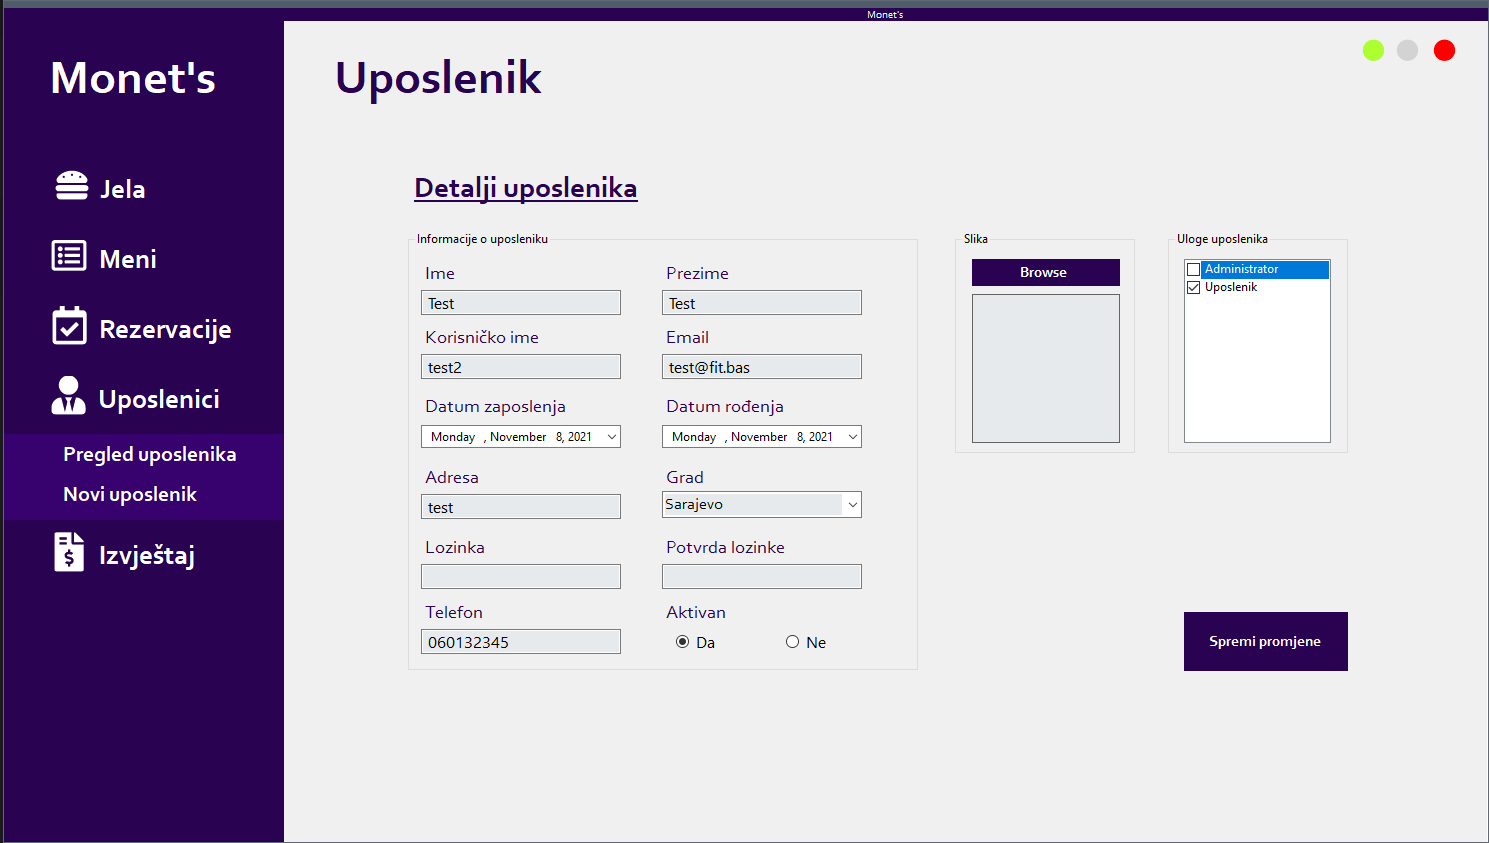 Monet's
Monet's
Jela
Meni
Rezervacije
Uposlenici
Pregled uposlenika
Novi uposlenik
Izvještaj
Uposlenik
Detalji uposlenika
Informacije o uposleniku
Ime
Prezime
Test
Test
Korisničko ime
Email
test2
test@fit.bas
Datum zaposlenja
Datum rođenja
Monday , November 8, 2021
Monday , November 8, 2021
Adresa
Grad
test
Sarajevo
Lozinka
Potvrda lozinke
Telefon
Aktivan
060132345
Da
Ne
Slika
Browse
Uloge uposlenika
Administrator
Uposlenik
Spremi promjene